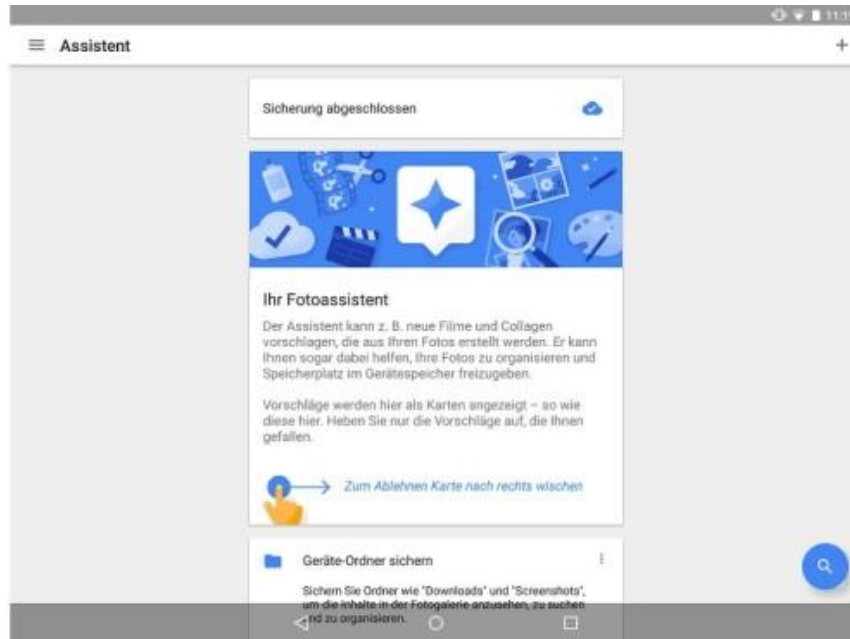 11:19
Assistent
Sicherung abgeschlossen
Ihr Fotoassistent
Der Assistent kann z. B. neue Filme und Collagen
vorschlagen, die aus Ihren Fotos erstellt werden. Er kann
Ihnen sogar dabei helfen, Ihre Fotos zu organisieren und
Speicherplatz im Gerätespeicher freizugeben.
Vorschläge werden hier als Karten angezeigt – so wie
diese hier. Heben Sie nur die Vorschläge auf, die Ihnen
gefallen.
Zum Ablehnen Karte nach rechts wischen
Geräte-Ordner sichern
Sichern Sie Ordner wie "Downloads" und "Screenshots",
um die Inhalte in der Fotogalerie anzusehen, zu suchen
und zu organisieren.